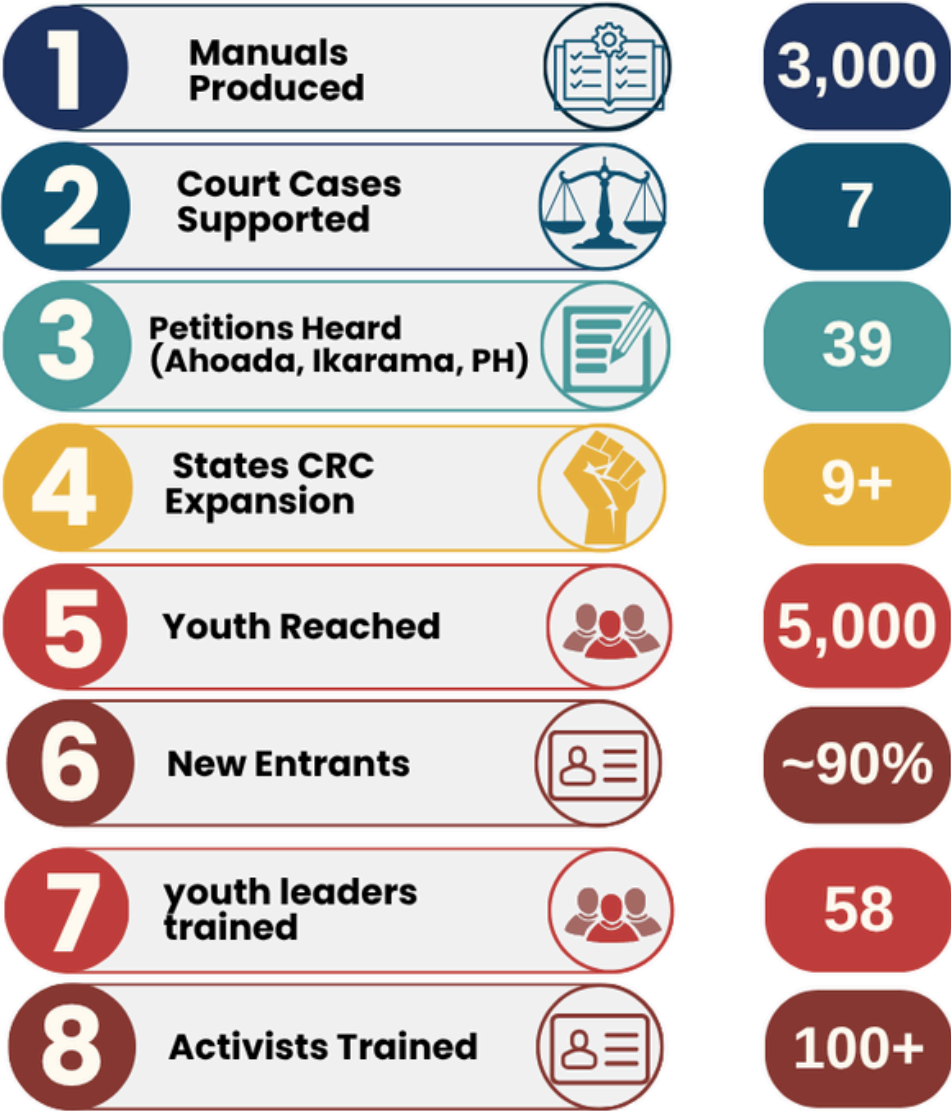 1
Manuals
Produced
3,000
2
Court Cases
Supported
7
3
Petitions Heard
(Ahoada, Ikarama, PH)
39
4
States CRC
Expansion
9+
5
Youth Reached
5,000
6
New Entrants
~90%
7
youth leaders
trained
58
8
Activists Trained
100+